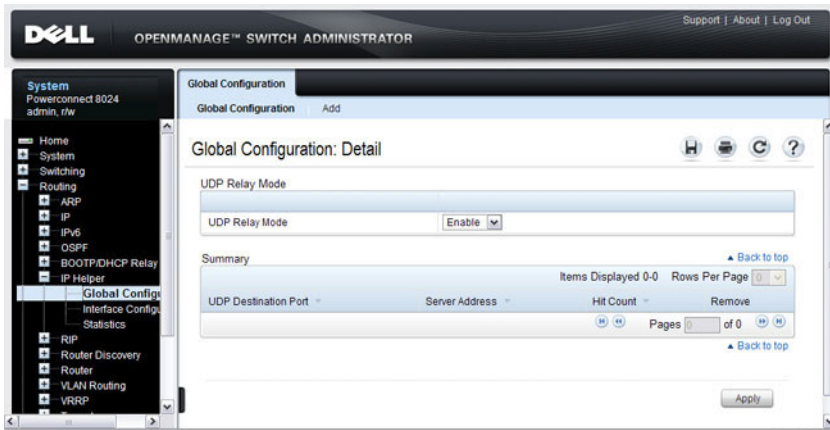 Support | About | Log Out
DELL OPENMANAGE™ SWITCH ADMINISTRATOR
System
Powerconnect 8024
admin, r/w
Home
System
Switching
Routing
ARP
IP
IPv6
OSPF
BOOTP/DHCP Relay
IP Helper
Global Configu
Interface Configu
Statistics
RIP
Router Discovery
Router
VLAN Routing
VRRP
Global Configuration
Global Configuration Add
Global Configuration: Detail
UDP Relay Mode
UDP Relay Mode Enable
Summary Back to top
Items Displayed 0-0 Rows Per Page 0
UDP Destination Port Server Address Hit Count Remove
Pages 0 of 0
Back to top
Apply